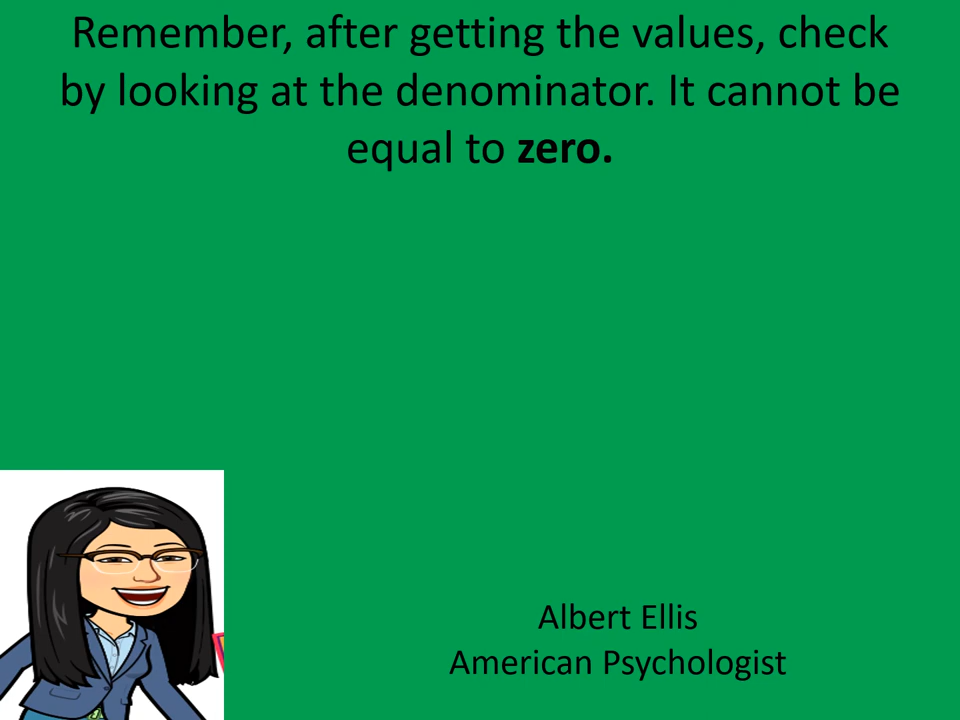 Remember, after getting the values, check
by looking at the denominator. It cannot be
equal to zero.
Albert Ellis
American Psychologist